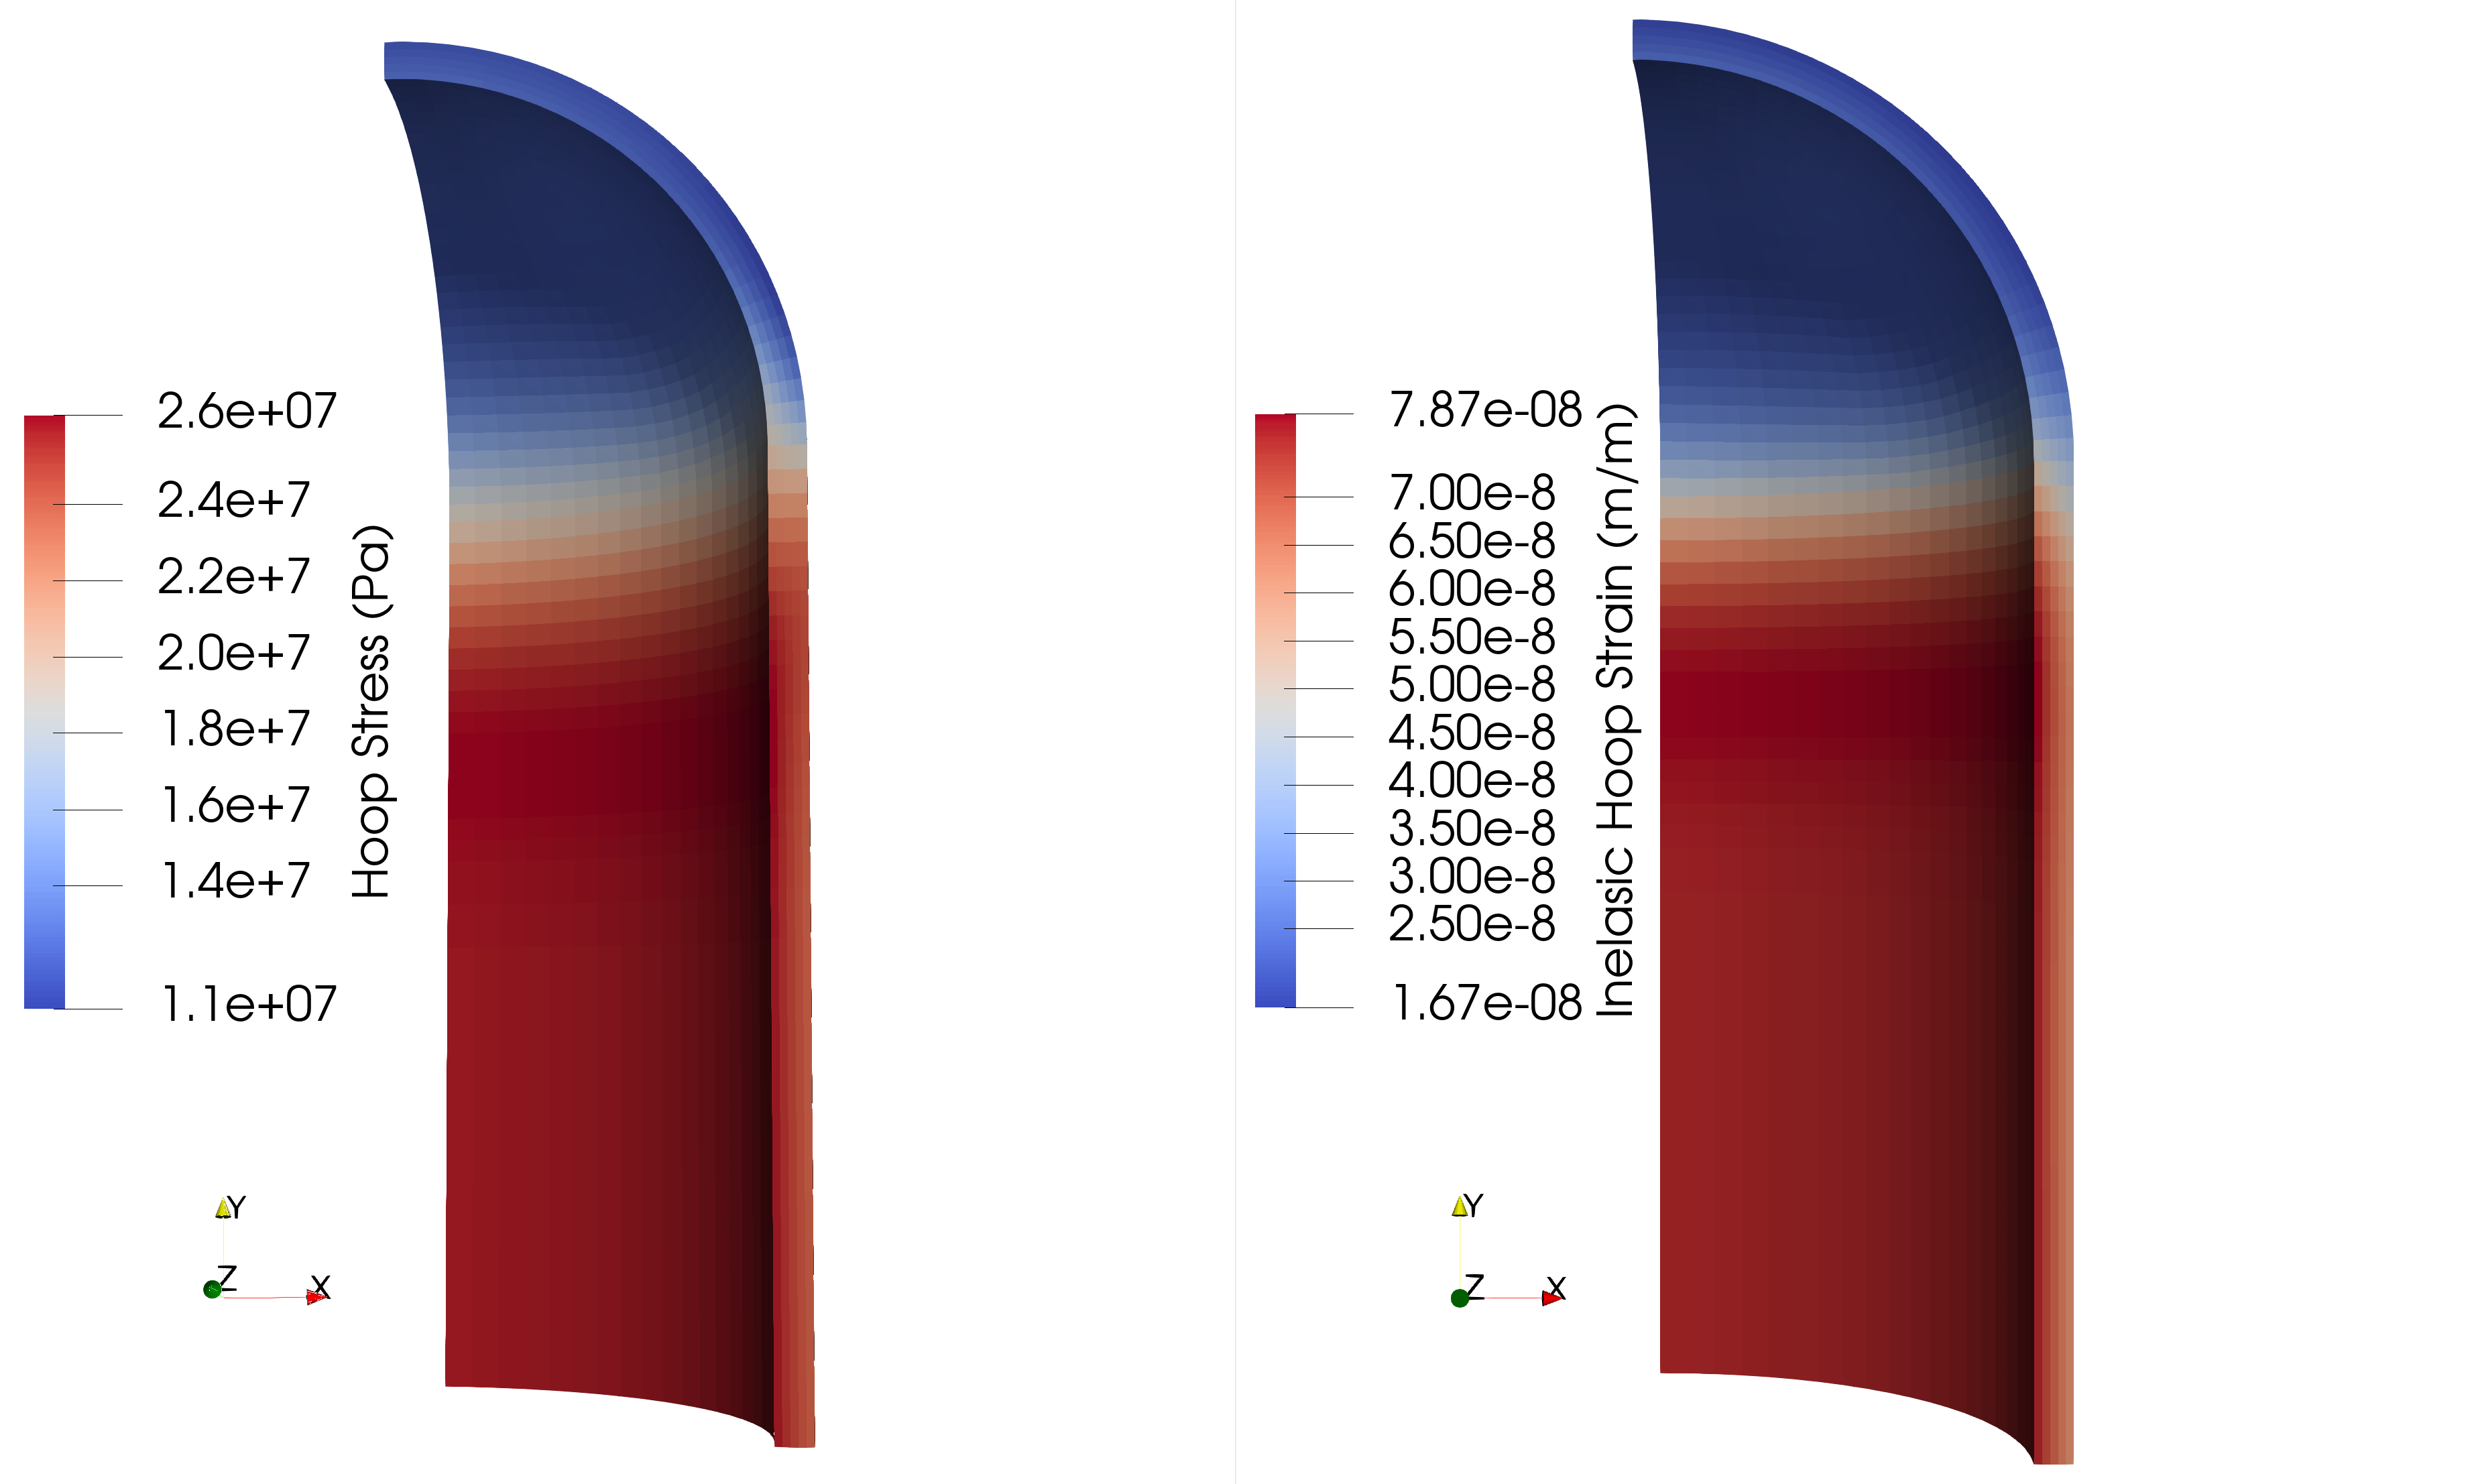 2.6e+07
2.4e+7
2.2e+7
2.0e+7
1.8e+7
1.6e+7
1.4e+7
1.1e+07
Hoop Stress (Pa)
Y
Z
X
7.87e-08
7.00e-8
6.50e-8
6.00e-8
5.50e-8
5.00e-8
4.50e-8
4.00e-8
3.50e-8
3.00e-8
2.50e-8
1.67e-08
Inelasic Hoop Strain (m/m)
Y
Z
X